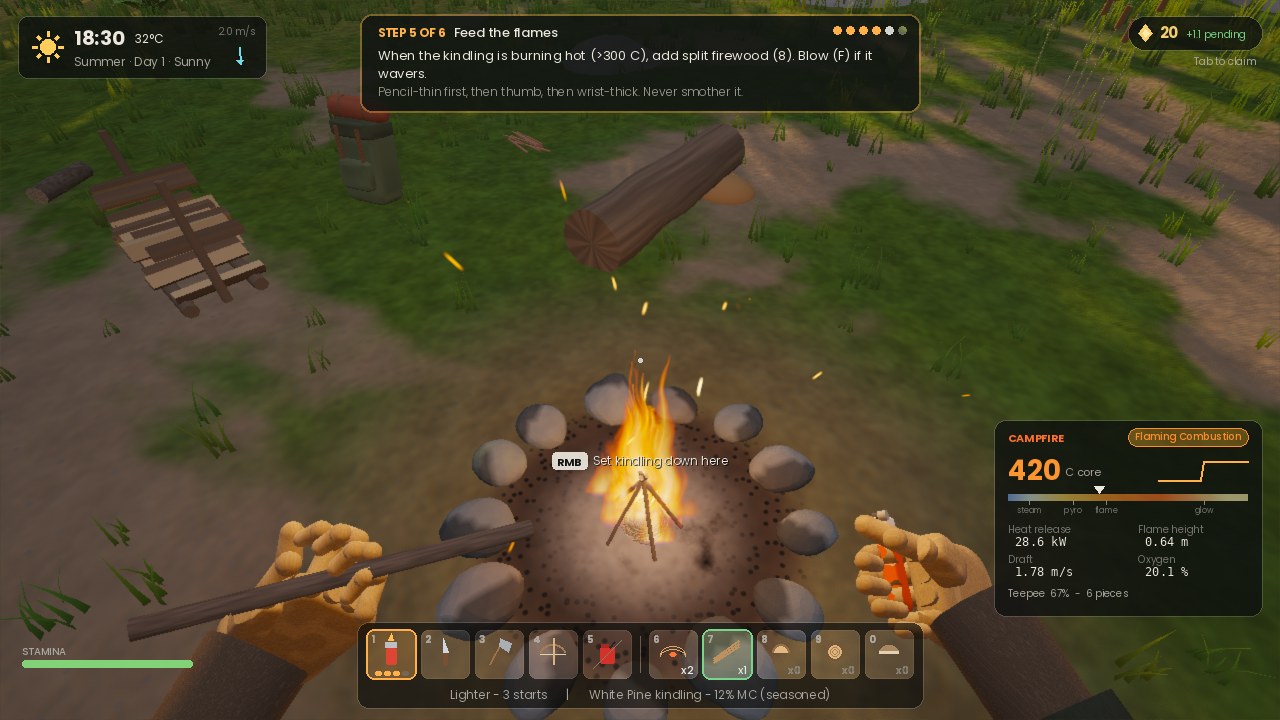 18:30 32°C 20 m/s
Summer · Day 1 · Sunny
STEP 5 OF 6 Feed the flames
When the kindling is burning hot (>300 C), add split firewood (8). Blow (F) if it
wavers.
Pencil-thin first, then thumb, then wrist-thick. Never smother it.
20 +1.1 pending
Tab to claim
RMB Set kindling down here
CAMPFIRE Flaming Combustion
420 C core
steam pyro flame glow
Heat release Flame height
28.6 kW 0.64 m
Draft Oxygen
1.78 m/s 20.1 %
Teepee 67% - 6 pieces
STAMINA
1 2 3 4 5 6 7 8 9 0
x2 x1 x0 x0 x0
Lighter - 3 starts | White Pine kindling - 12% MC (seasoned)